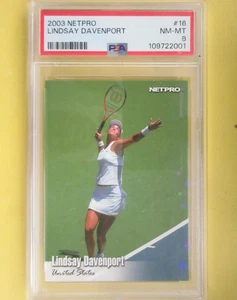 2003 NETPRO #16
LINDSAY DAVENPORT NM-MT
PSA 8
109722001
NETPRO
Lindsay Davenport
United States